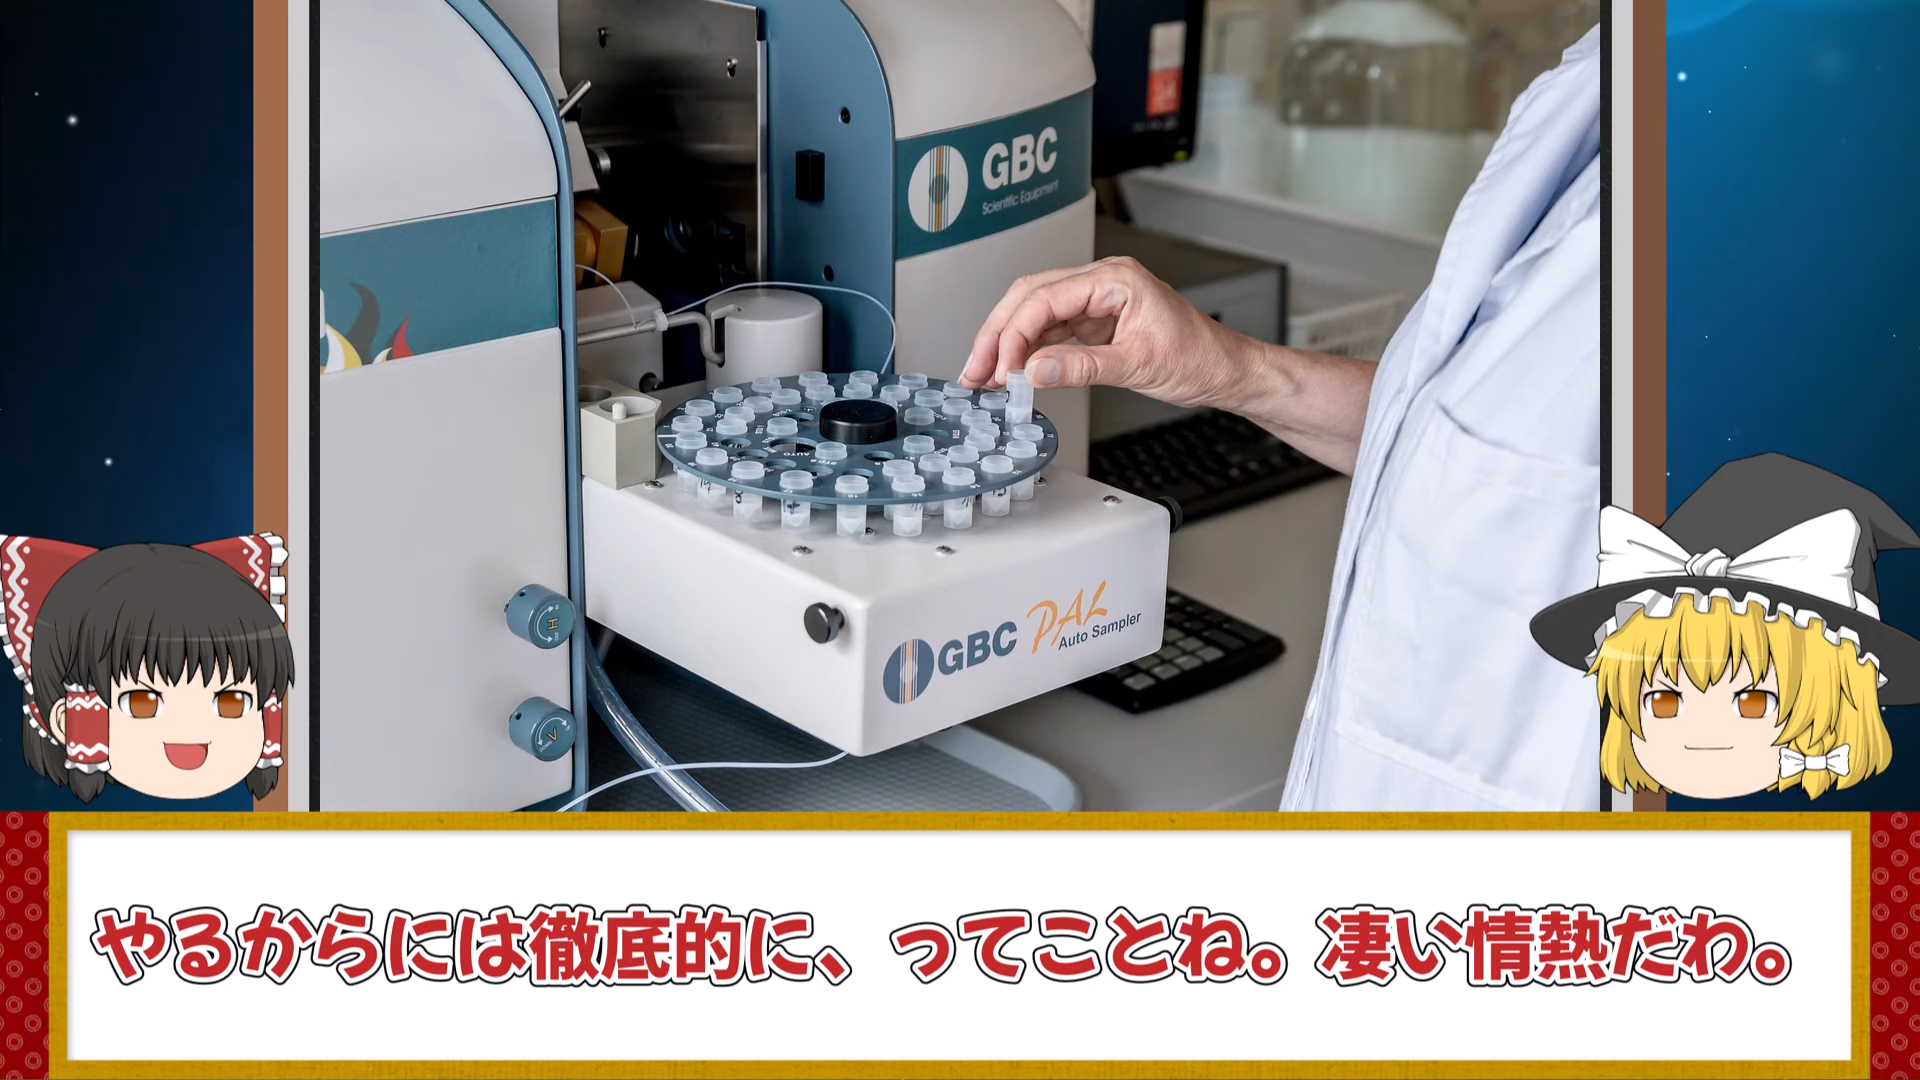 GBC
Scientific Equipment
GBC PAL
Auto Sampler
H
V
やるからには徹底的に、ってことね。凄い情熱だわ。